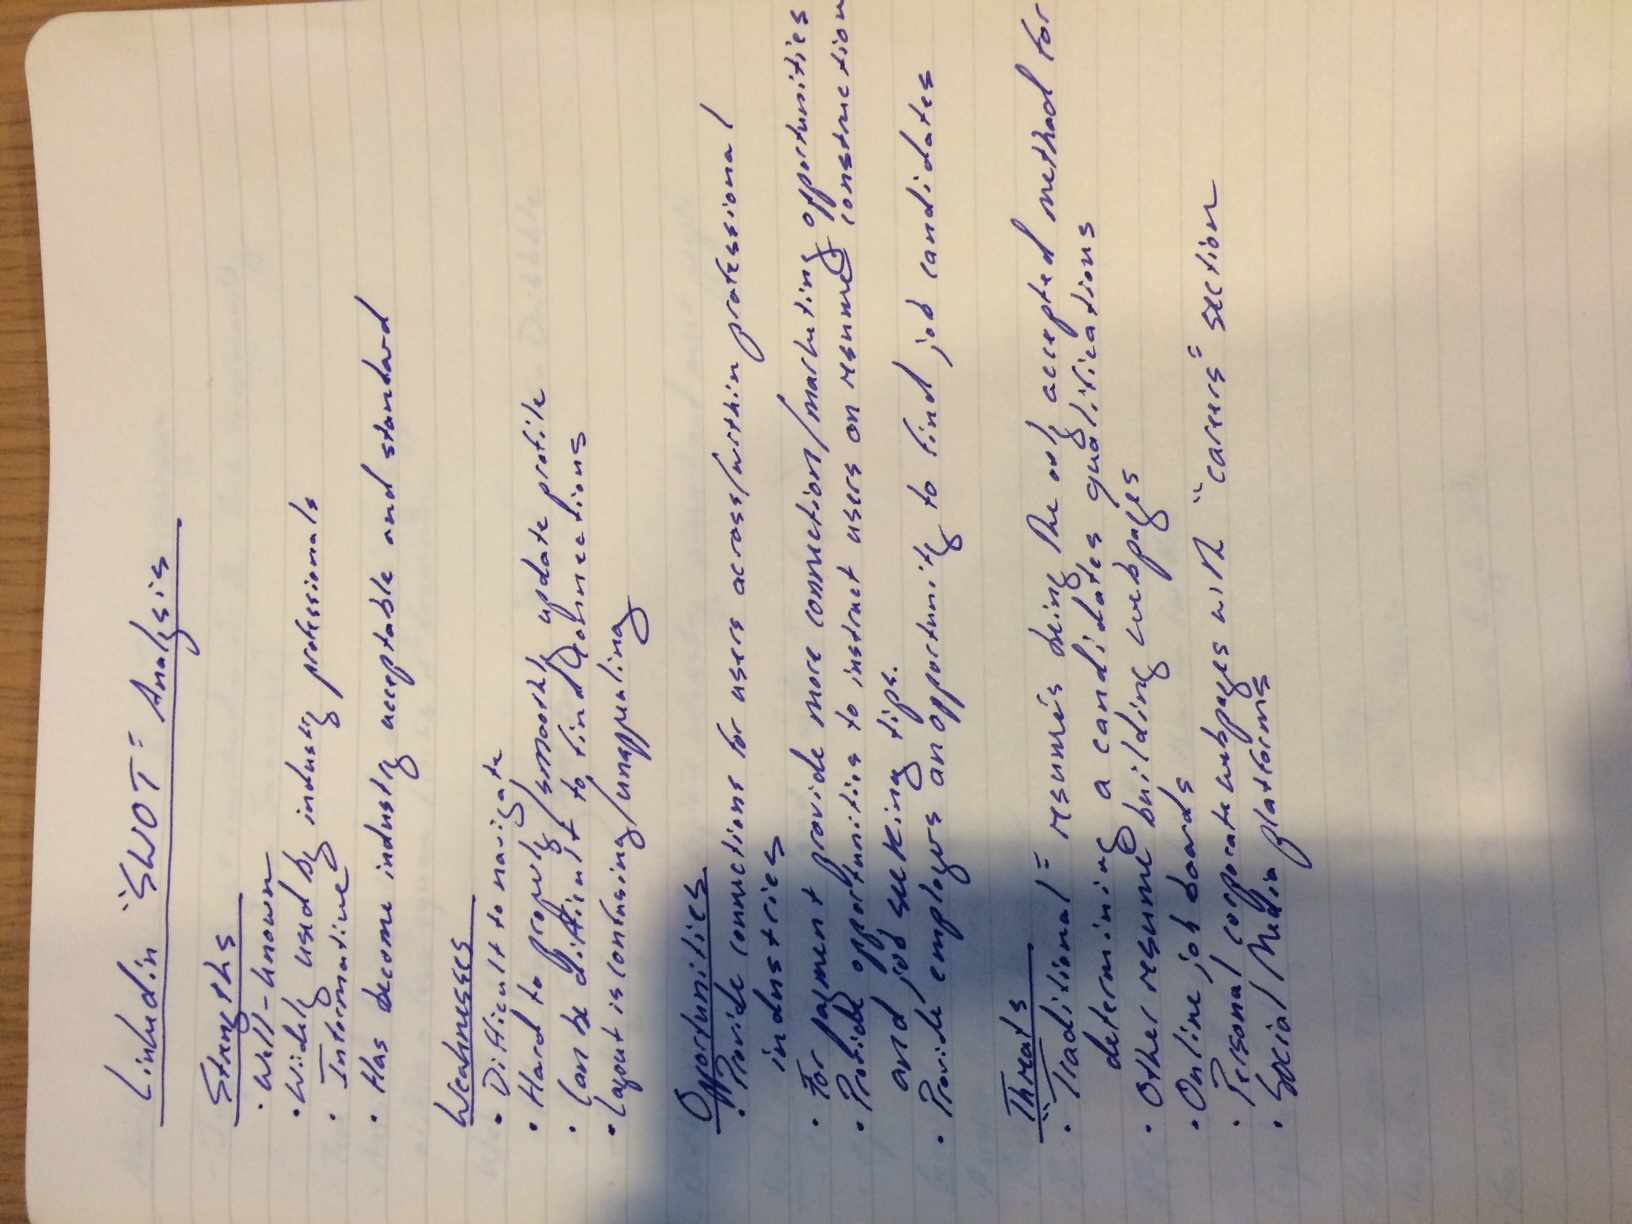 Linkedin "SWOT" Analysis
Strengths
• Well-known
• Widely used by industry professionals
• Informative
• Has become industry acceptable and standard
Weaknesses
• Difficult to navigate
• Hard to properly/smoothly update profile
• Can be difficult to find connections
• Layout is confusing/unappealing
Opportunities
• Provide connections for users across/within professional
industries
• For payment provide more connection/marketing opportunities
• Provide opportunities to instruct users on resume construction
and job seeking tips.
• Provide employers an opportunity to find job candidates
Threats
• "Traditional" resumé's being the only accepted method for
determining a candidates qualifications
• Other resume building webpages
• Online job boards
• Personal corporate webpages with "careers" section
• Social Media platforms